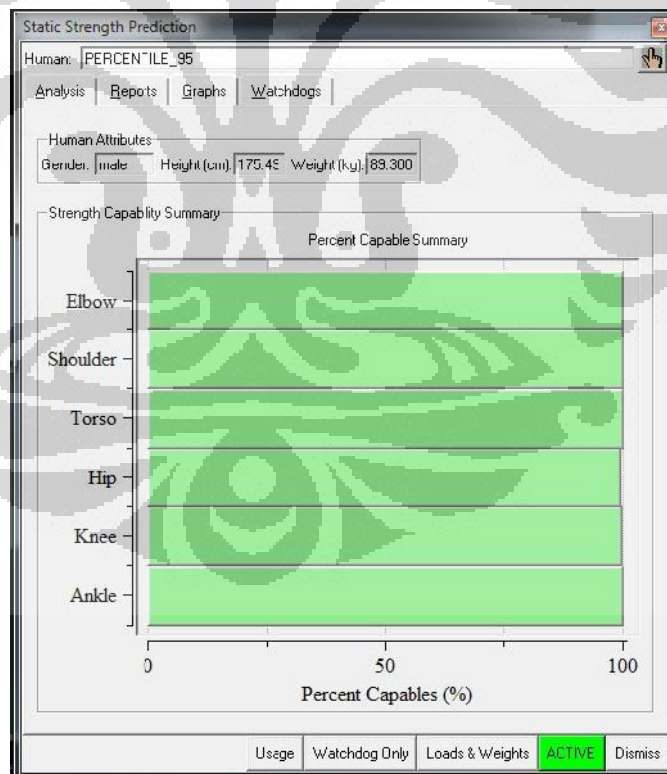 Static Strength Prediction
Human: PERCENTILE_95
Analysis Reports Graphs Watchdogs
Human Attributes
Gender: male Height (cm): 175.49 Weight (kg): 89.300
Strength Capablity Summary
Percent Capable Summary
Elbow
Shoulder
Torso
Hip
Knee
Ankle
0 50 100
Percent Capables (%)
Usage Watchdog Only Loads & Weights ACTIVE Dismiss